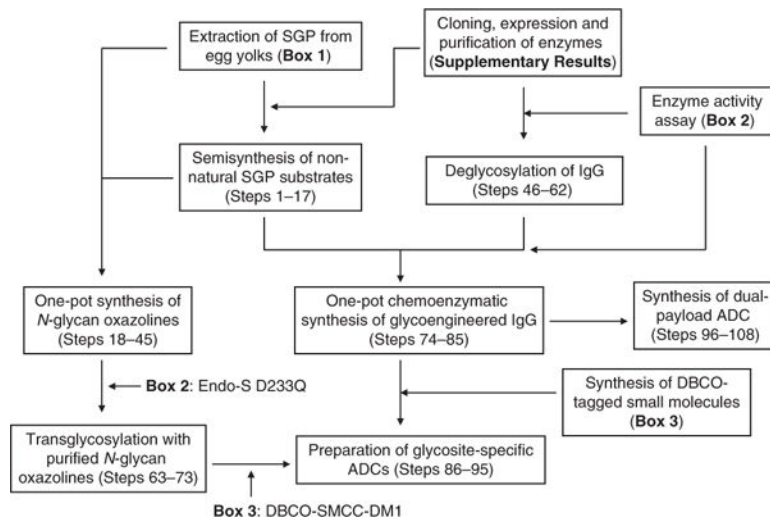 Extraction of SGP from
egg yolks (Box 1)
Cloning, expression and
purification of enzymes
(Supplementary Results)
Enzyme activity
assay (Box 2)
Semisynthesis of non-
natural SGP substrates
(Steps 1–17)
Deglycosylation of IgG
(Steps 46–62)
One-pot synthesis of
N-glycan oxazolines
(Steps 18–45)
One-pot chemoenzymatic
synthesis of glycoengineered IgG
(Steps 74–85)
Synthesis of dual-
payload ADC
(Steps 96–108)
Box 2: Endo-S D233Q
Synthesis of DBCO-
tagged small molecules
(Box 3)
Transglycosylation with
purified N-glycan
oxazolines (Steps 63–73)
Preparation of glycosite-specific
ADCs (Steps 86–95)
Box 3: DBCO-SMCC-DM1